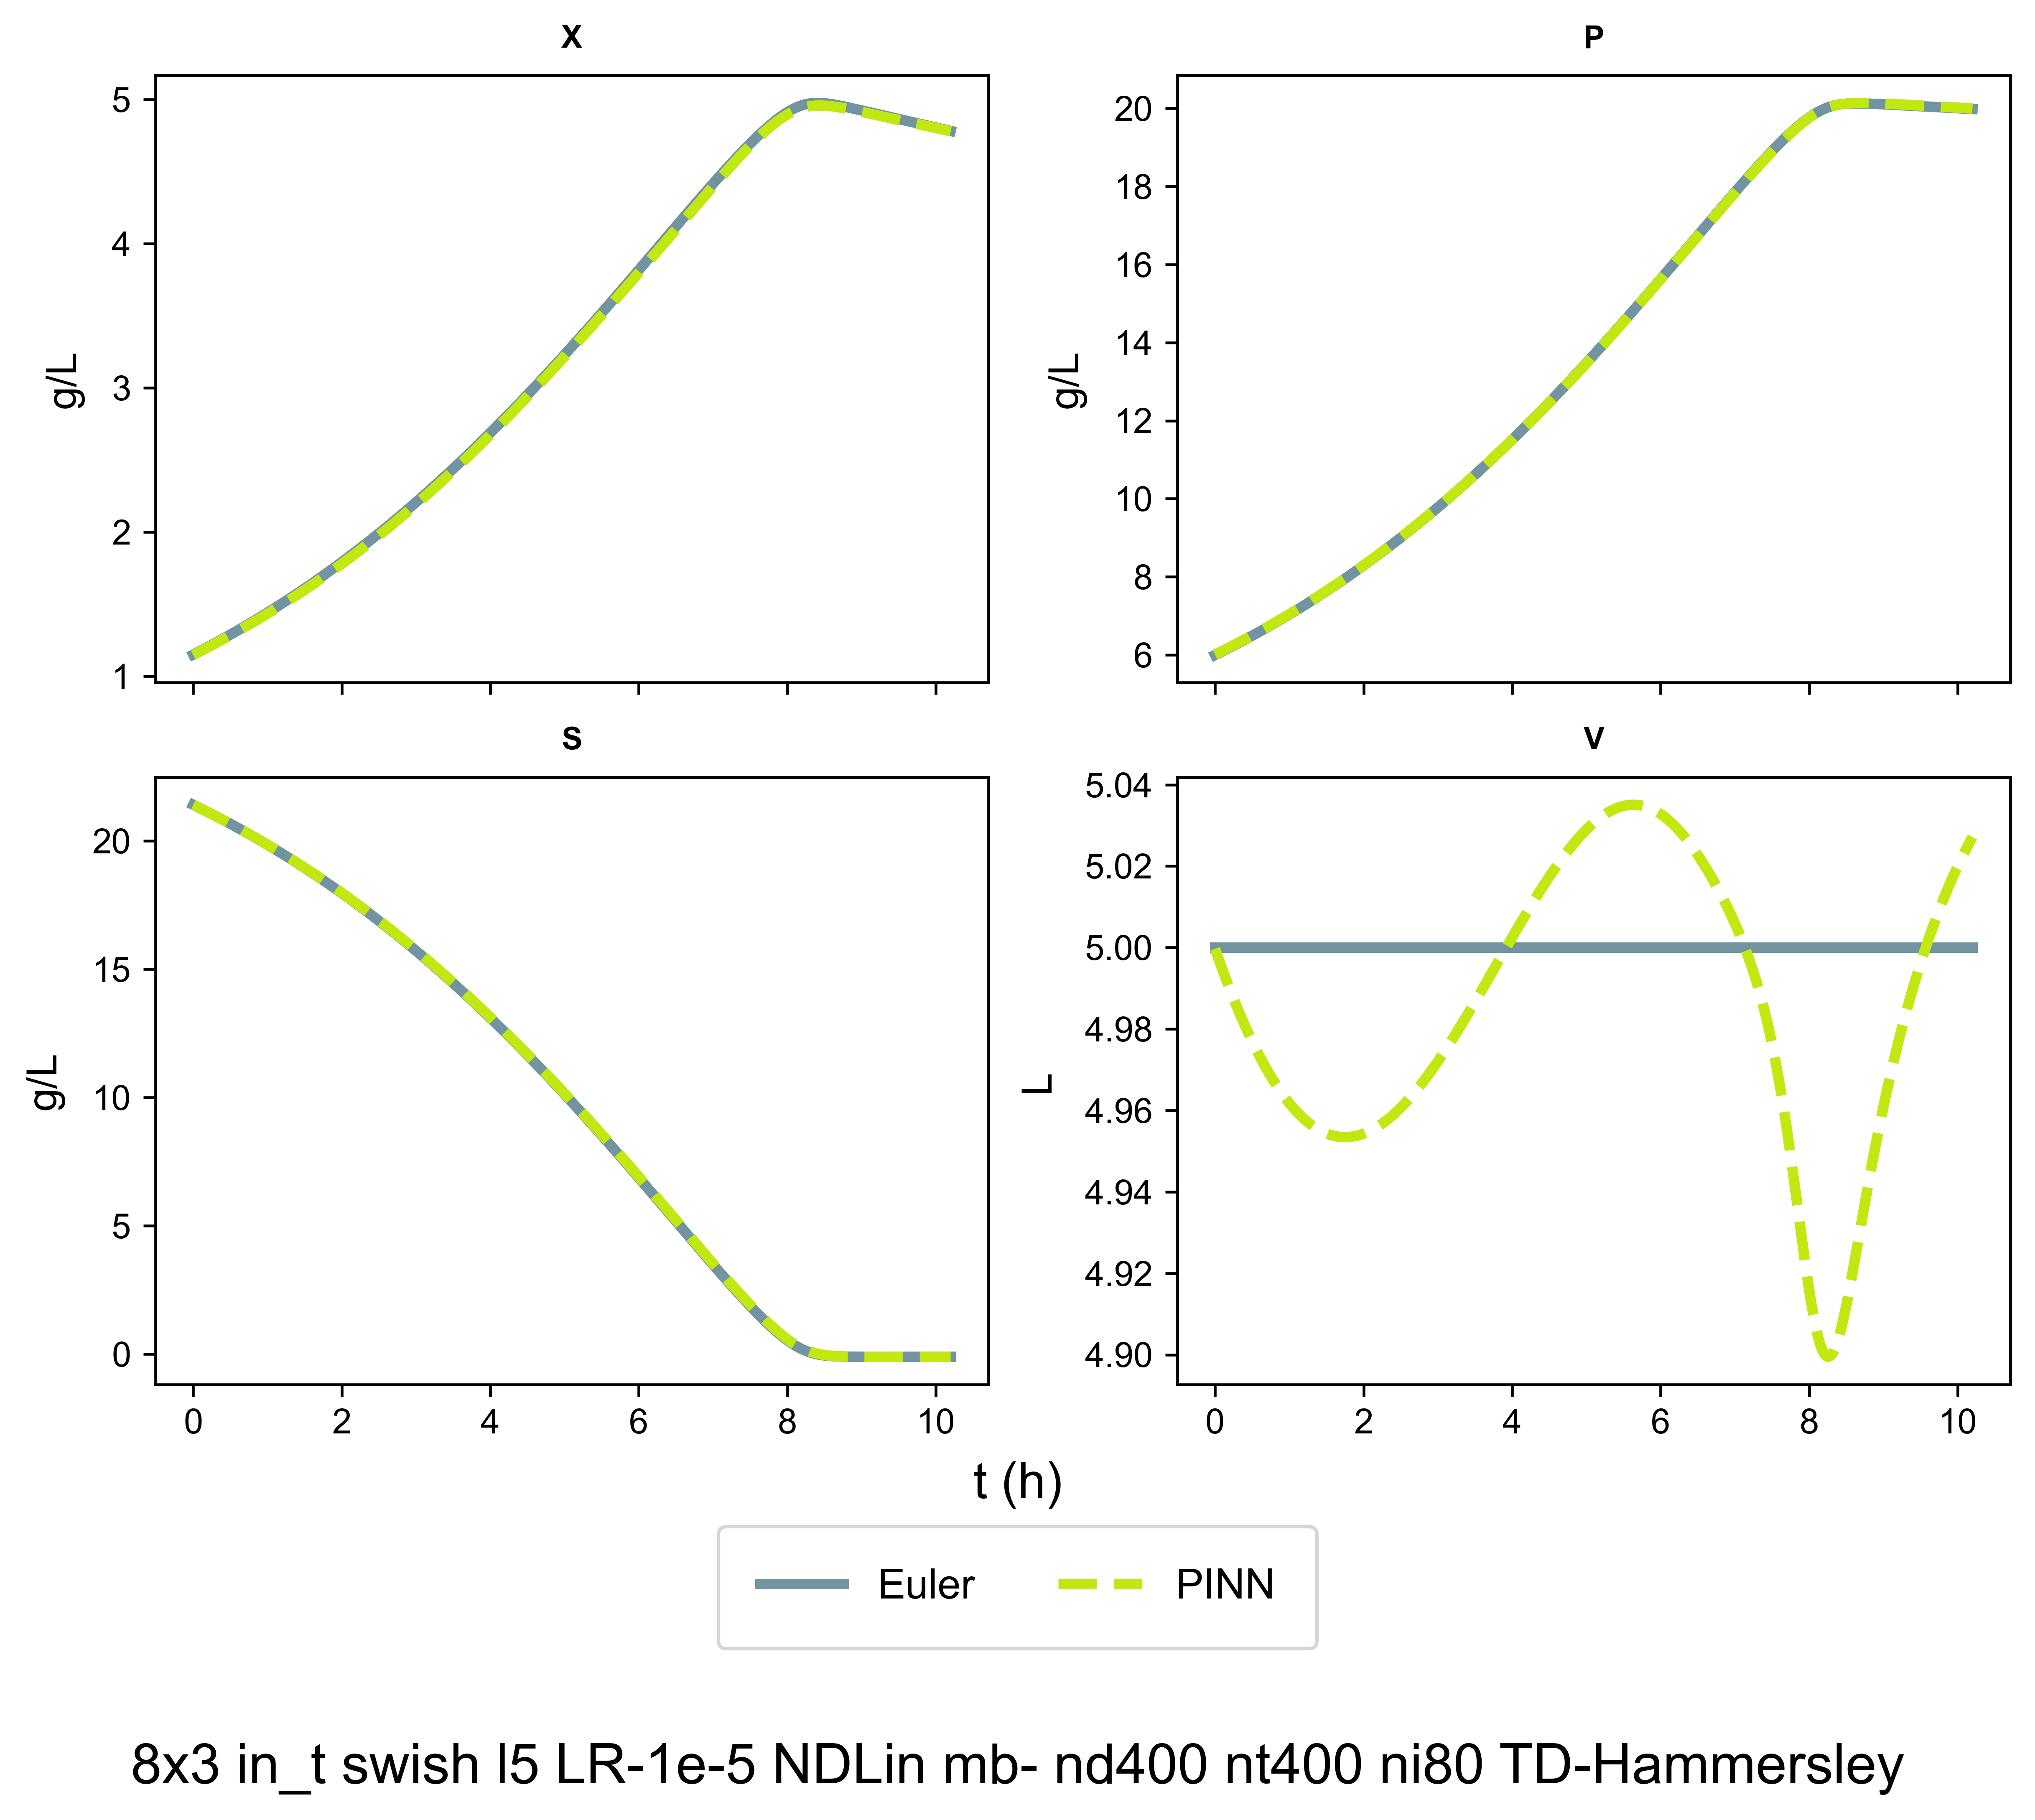 X
5
4
3
2
1
g/L
P
20
18
16
14
12
10
8
6
g/L
S
20
15
10
5
0
g/L
0 2 4 6 8 10
V
5.04
5.02
5.00
4.98
4.96
4.94
4.92
4.90
L
0 2 4 6 8 10
t (h)
Euler PINN
8x3 in_t swish l5 LR-1e-5 NDLin mb- nd400 nt400 ni80 TD-Hammersley